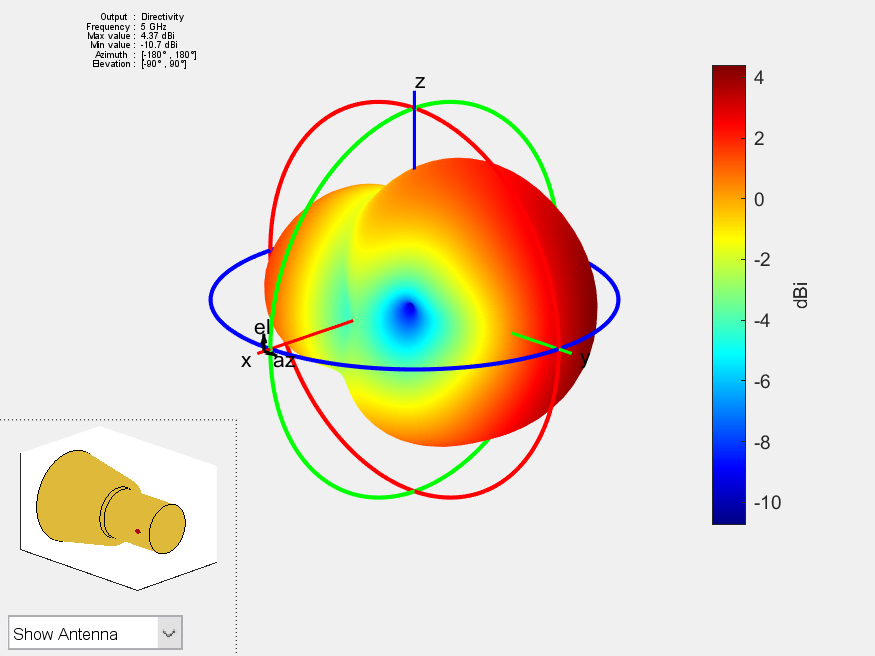 Output : Directivity
Frequency : 5 GHz
Max value : 4.37 dBi
Min value : -10.7 dBi
Azimuth : [-180° , 180°]
Elevation : [-90° , 90°]
z
4
2
0
-2
-4
-6
-8
-10
dBi
el
x
az
y
Show Antenna